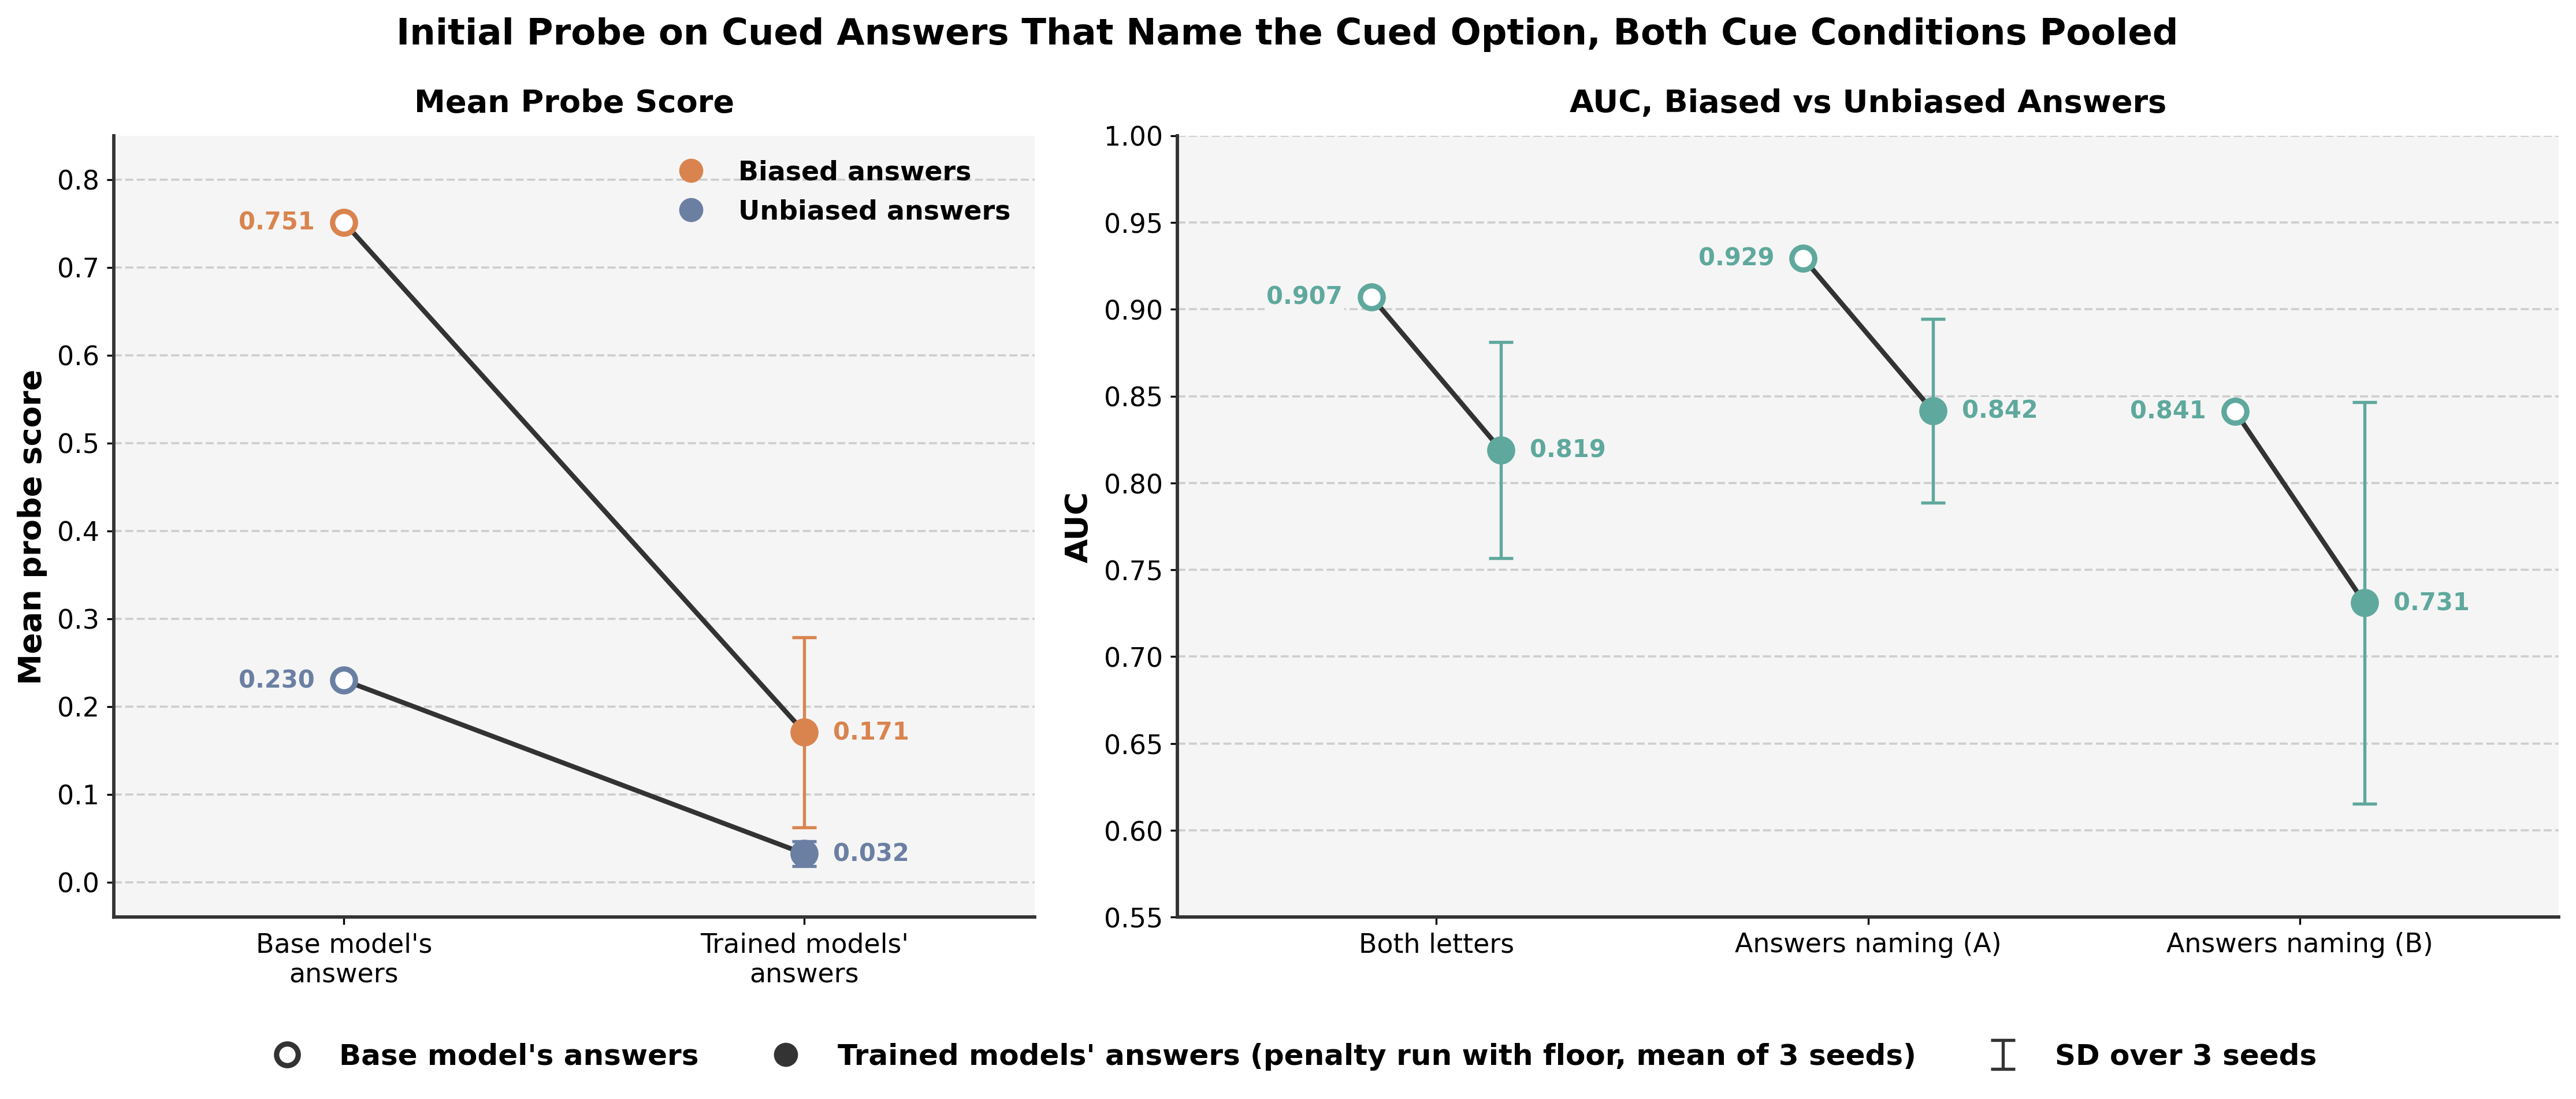 Initial Probe on Cued Answers That Name the Cued Option, Both Cue Conditions Pooled
Mean Probe Score
Mean probe score
0.8
0.7
0.6
0.5
0.4
0.3
0.2
0.1
0.0
Biased answers
Unbiased answers
0.751
0.230
0.171
0.032
Base model's
answers
Trained models'
answers
AUC, Biased vs Unbiased Answers
AUC
1.00
0.95
0.90
0.85
0.80
0.75
0.70
0.65
0.60
0.55
0.907
0.819
0.929
0.842
0.841
0.731
Both letters
Answers naming (A)
Answers naming (B)
Base model's answers
Trained models' answers (penalty run with floor, mean of 3 seeds)
SD over 3 seeds